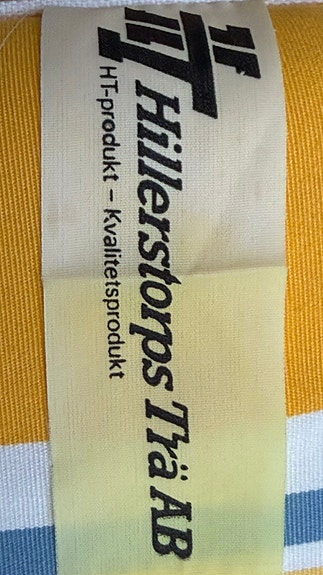 HT
Hillerstorps Trä AB
HT-produkt – Kvalitetsprodukt